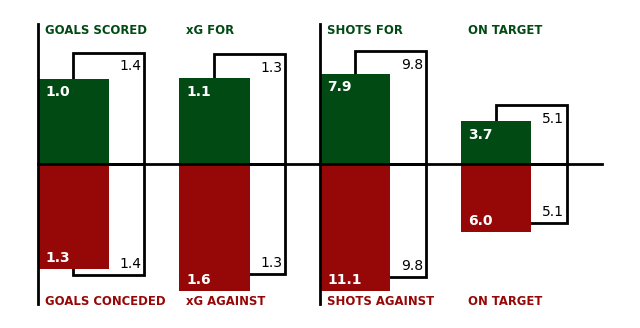 GOALS SCORED xG FOR SHOTS FOR ON TARGET
1.4 1.3 9.8
1.0 1.1 7.9
5.1
3.7
5.1
6.0
1.4 1.3 9.8
1.3 1.6 11.1
GOALS CONCEDED xG AGAINST SHOTS AGAINST ON TARGET